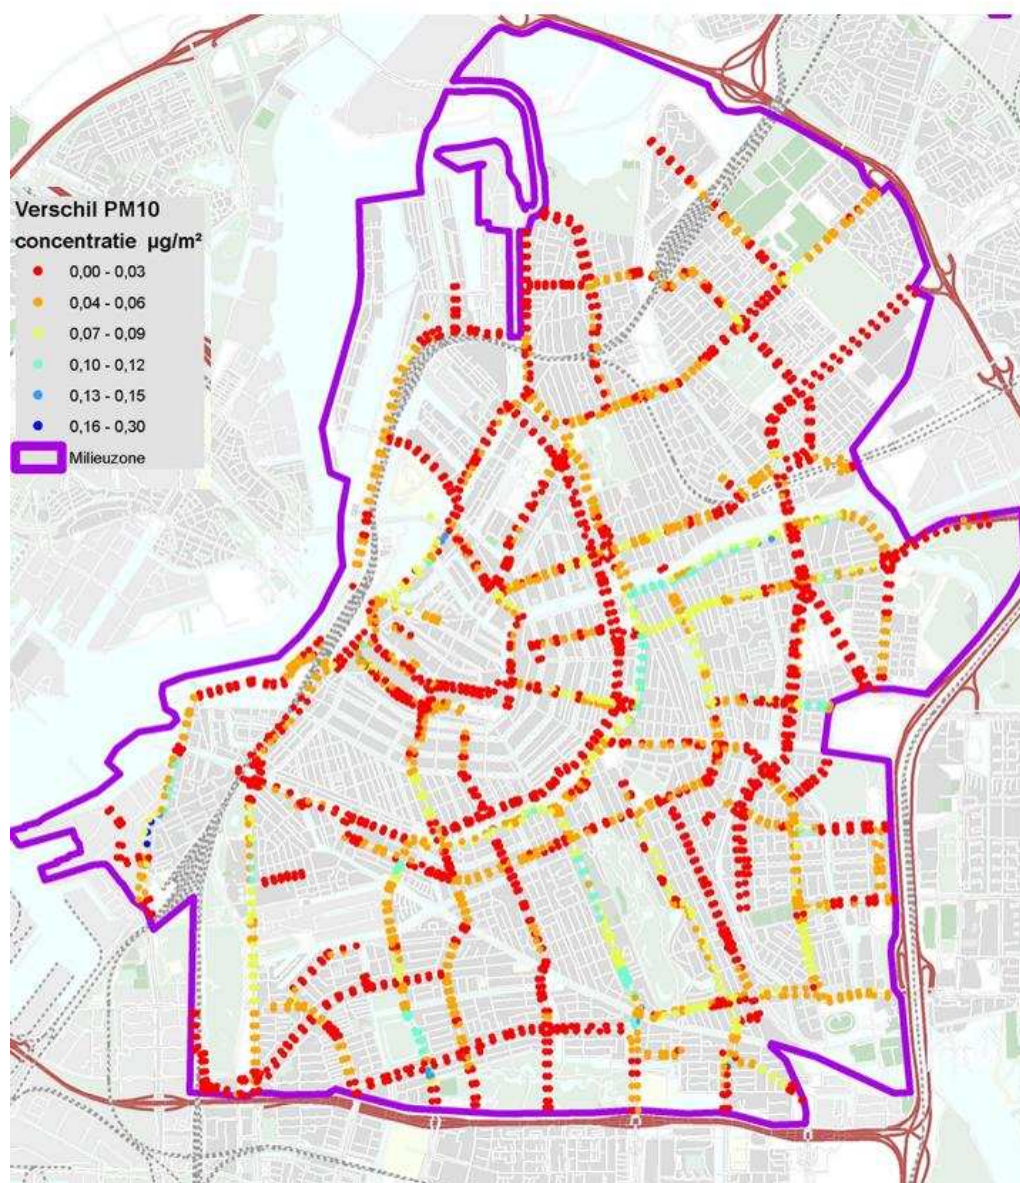 Verschil PM10
concentratie µg/m²
0,00 - 0,03
0,04 - 0,06
0,07 - 0,09
0,10 - 0,12
0,13 - 0,15
0,16 - 0,30
Milieuzone